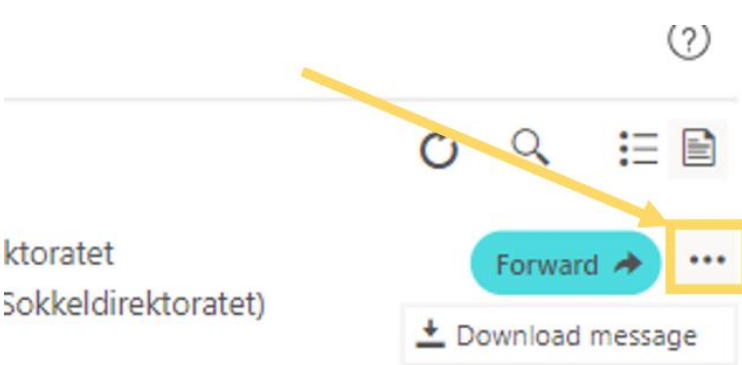 (?)
ktoratet
Forward
...
Sokkeldirektoratet)
Download message